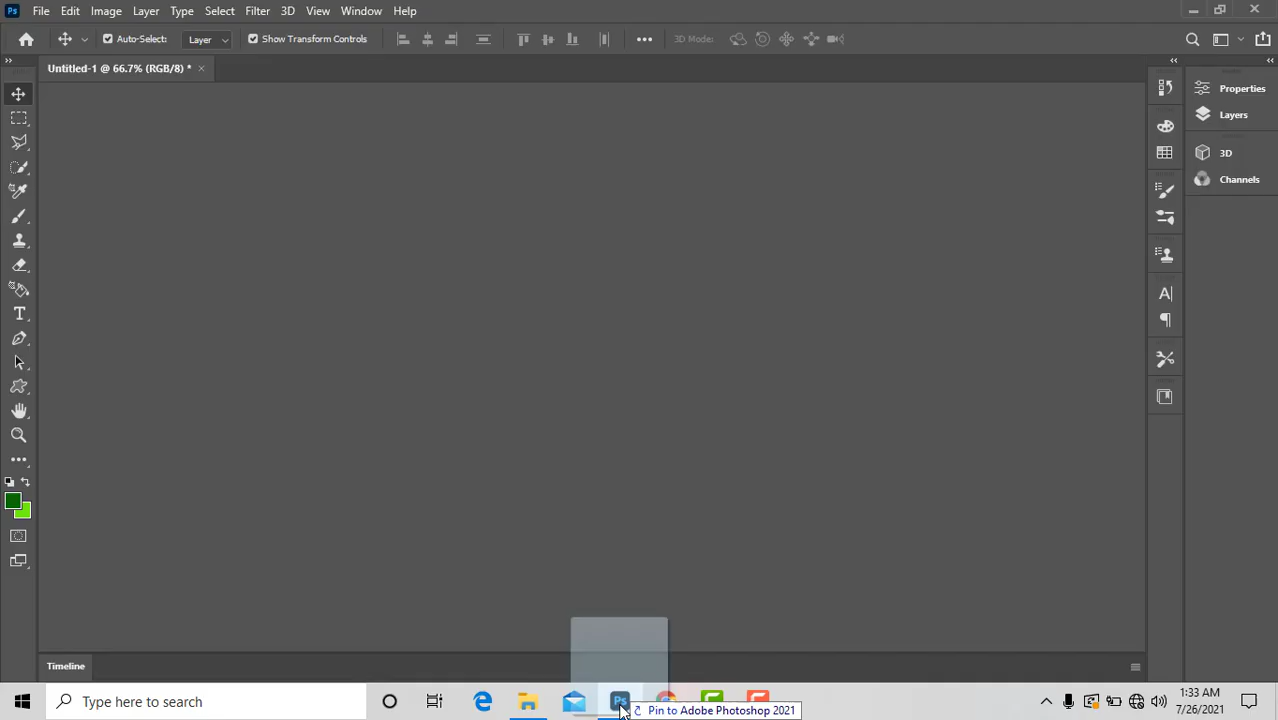 Ps File Edit Image Layer Type Select Filter 3D View Window Help
Auto-Select: Layer Show Transform Controls 3D Mode:
Untitled-1 @ 66.7% (RGB/8) * ×
Properties
Layers
3D
Channels
Timeline
Type here to search
Ps
Pin to Adobe Photoshop 2021
1:33 AM
7/26/2021